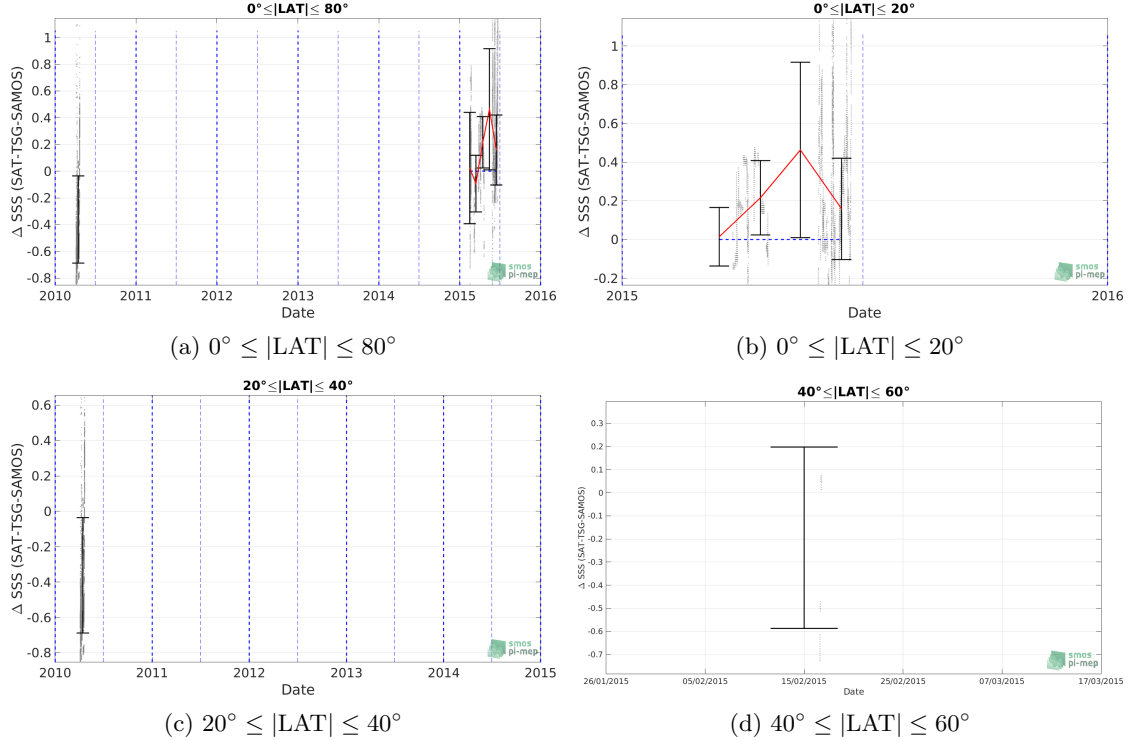 0°≤|LAT|≤ 80°
Δ SSS (SAT-TSG-SAMOS)
1
0.8
0.6
0.4
0.2
0
-0.2
-0.4
-0.6
-0.8
2010 2011 2012 2013 2014 2015 2016
Date
smos
pi-mep
(a) 0° ≤ |LAT| ≤ 80°
0°≤|LAT|≤ 20°
Δ SSS (SAT-TSG-SAMOS)
1
0.8
0.6
0.4
0.2
0
-0.2
2015 2016
Date
smos
pi-mep
(b) 0° ≤ |LAT| ≤ 20°
20°≤|LAT|≤ 40°
Δ SSS (SAT-TSG-SAMOS)
0.6
0.4
0.2
0
-0.2
-0.4
-0.6
-0.8
2010 2011 2012 2013 2014 2015
Date
smos
pi-mep
(c) 20° ≤ |LAT| ≤ 40°
40°≤|LAT|≤ 60°
Δ SSS (SAT-TSG-SAMOS)
0.3
0.2
0.1
0
-0.1
-0.2
-0.3
-0.4
-0.5
-0.6
-0.7
26/01/2015 05/02/2015 15/02/2015 25/02/2015 07/03/2015 17/03/2015
Date
smos
pi-mep
(d) 40° ≤ |LAT| ≤ 60°